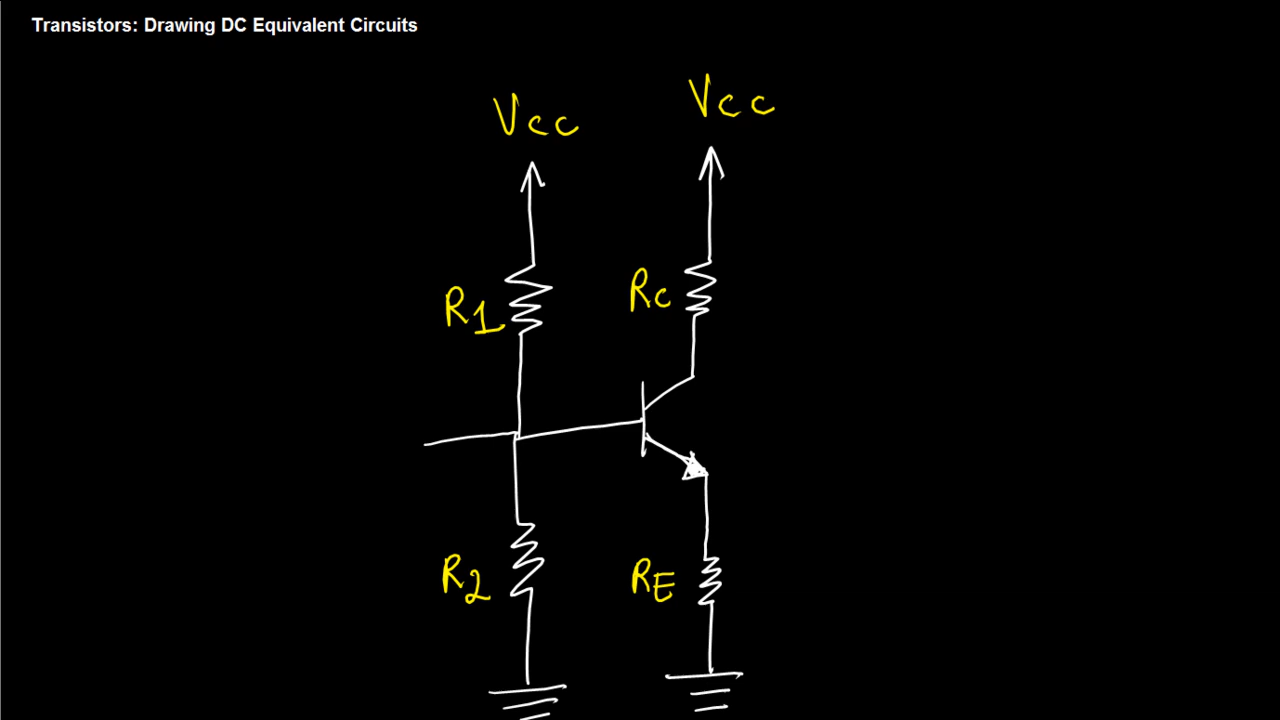 Transistors: Drawing DC Equivalent Circuits
Vcc
Vcc
R1
RC
R2
RE